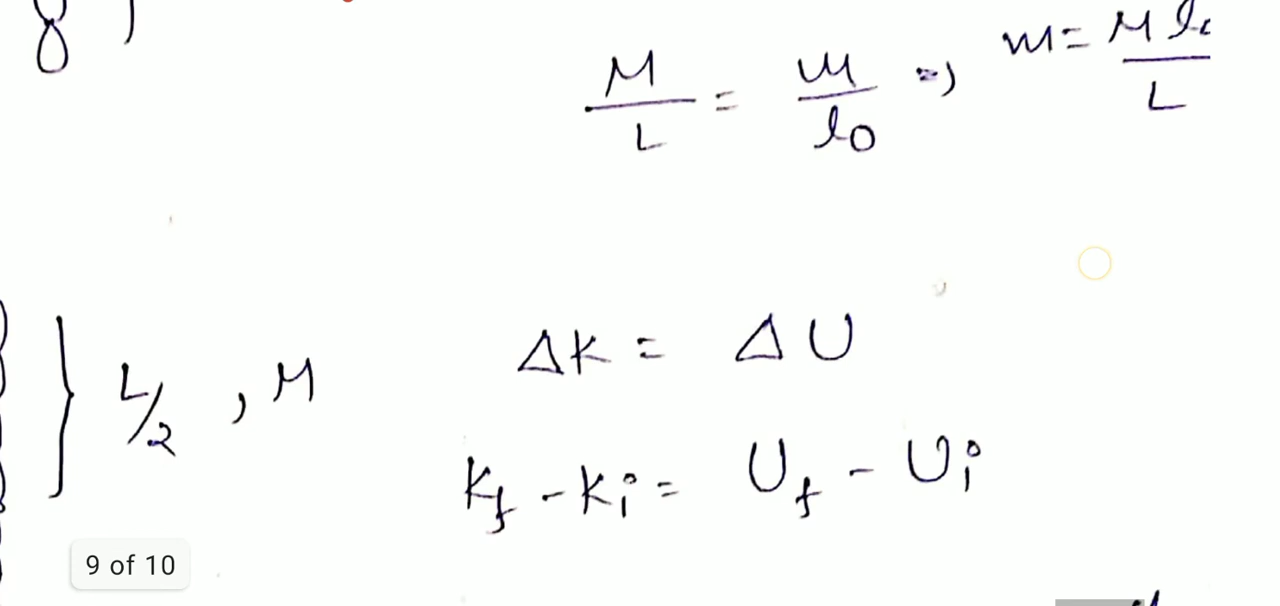 8 )
M/L = m/l0 => m = M l0/L
} L/2 , M
ΔK = ΔU
Kf - Ki = Uf - Ui
9 of 10